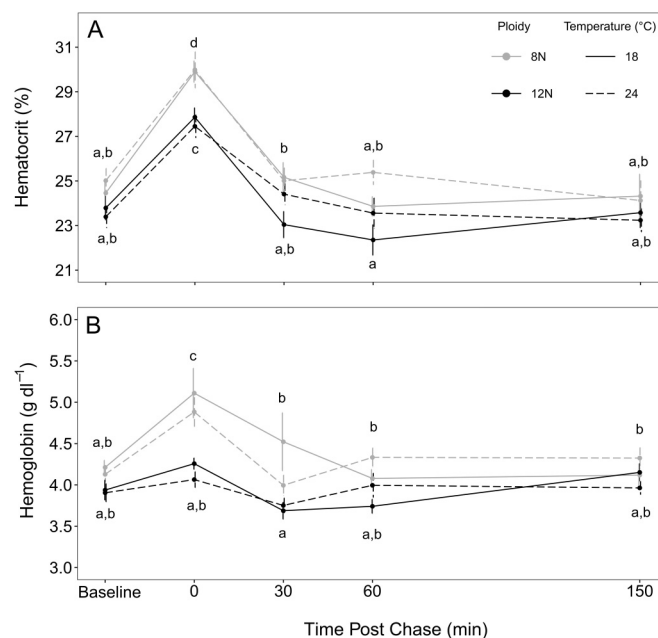 A
Hematocrit (%)
31
29
27
25
23
21
Ploidy Temperature (°C)
8N 18
12N 24
d
a,b b a,b a,b
c
a,b a,b a a,b
B
Hemoglobin (g dl⁻¹)
6.0
5.5
5.0
4.5
4.0
3.5
3.0
c
a,b b b b
a,b a,b a a,b a,b
Baseline 0 30 60 150
Time Post Chase (min)